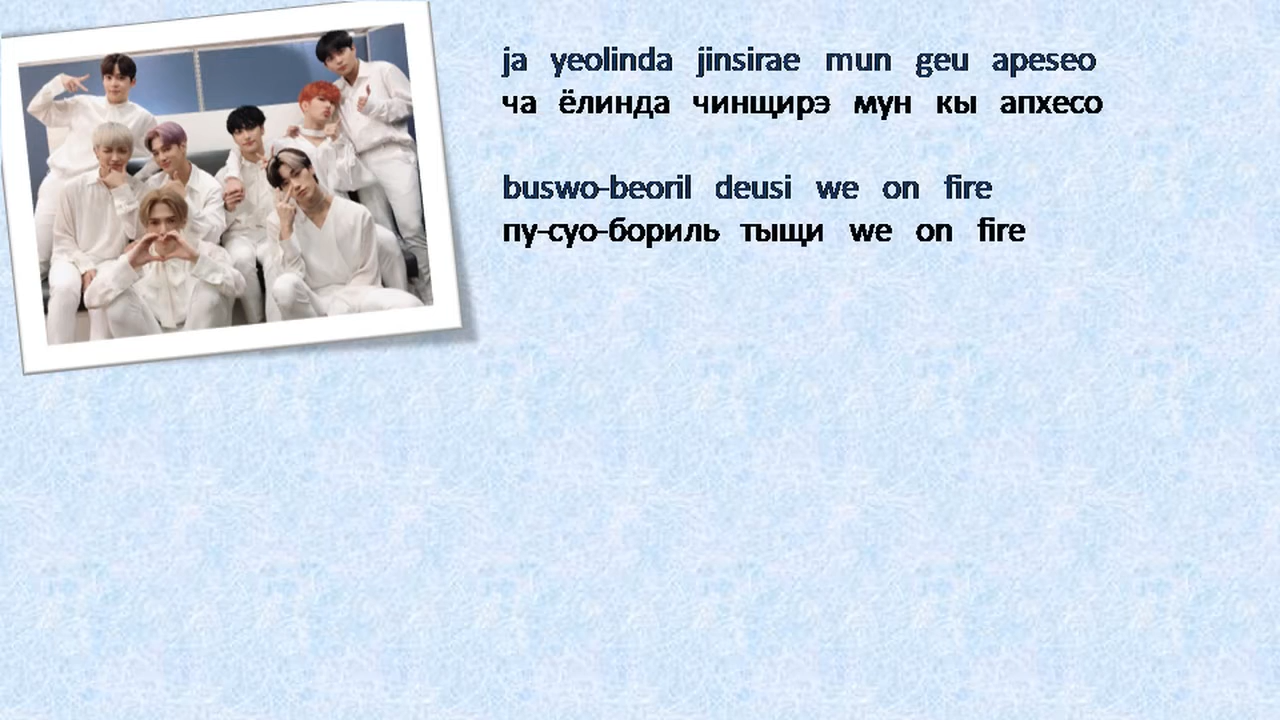 ja yeolinda jinsirae mun geu apeseo
ча ёлинда чинщирэ мун кы апхесо
buswo-beoril deusi we on fire
пу-суо-бориль тыщи we on fire